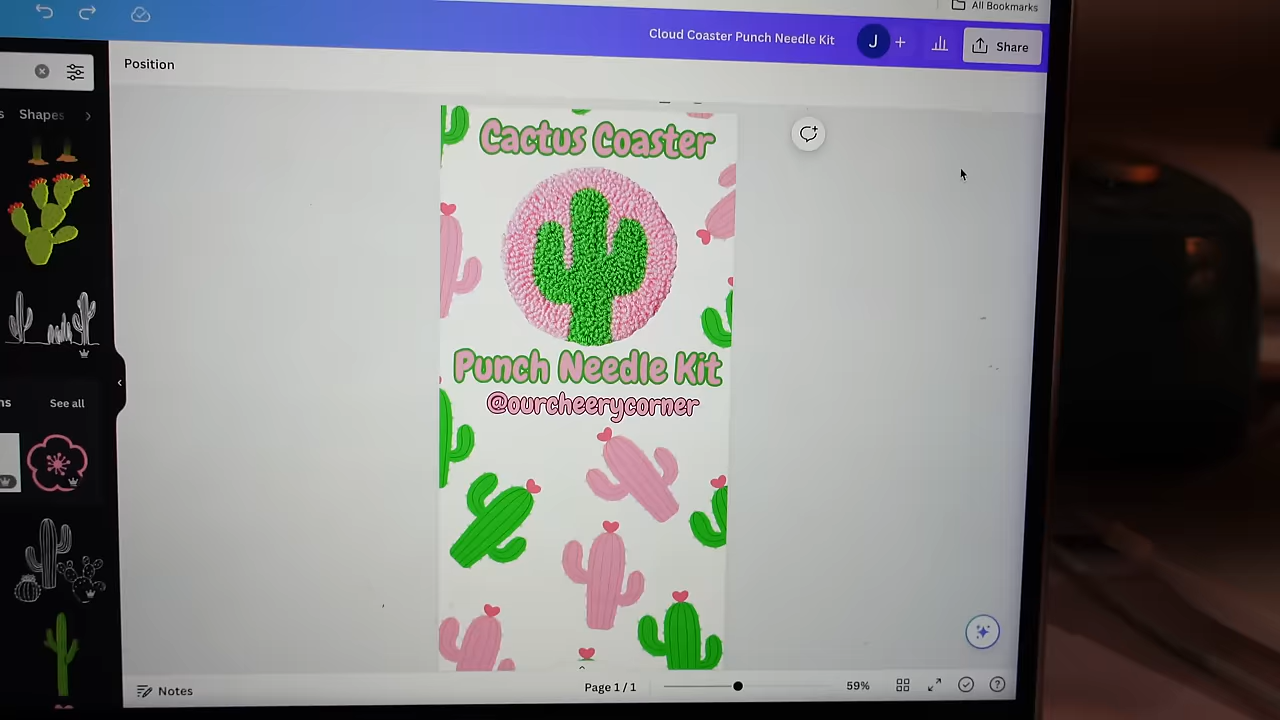 All Bookmarks
Cloud Coaster Punch Needle Kit
J
Share
Position
Shapes
Cactus Coaster
Punch Needle Kit
@ourcheerycorner
See all
Notes
Page 1 / 1
59%